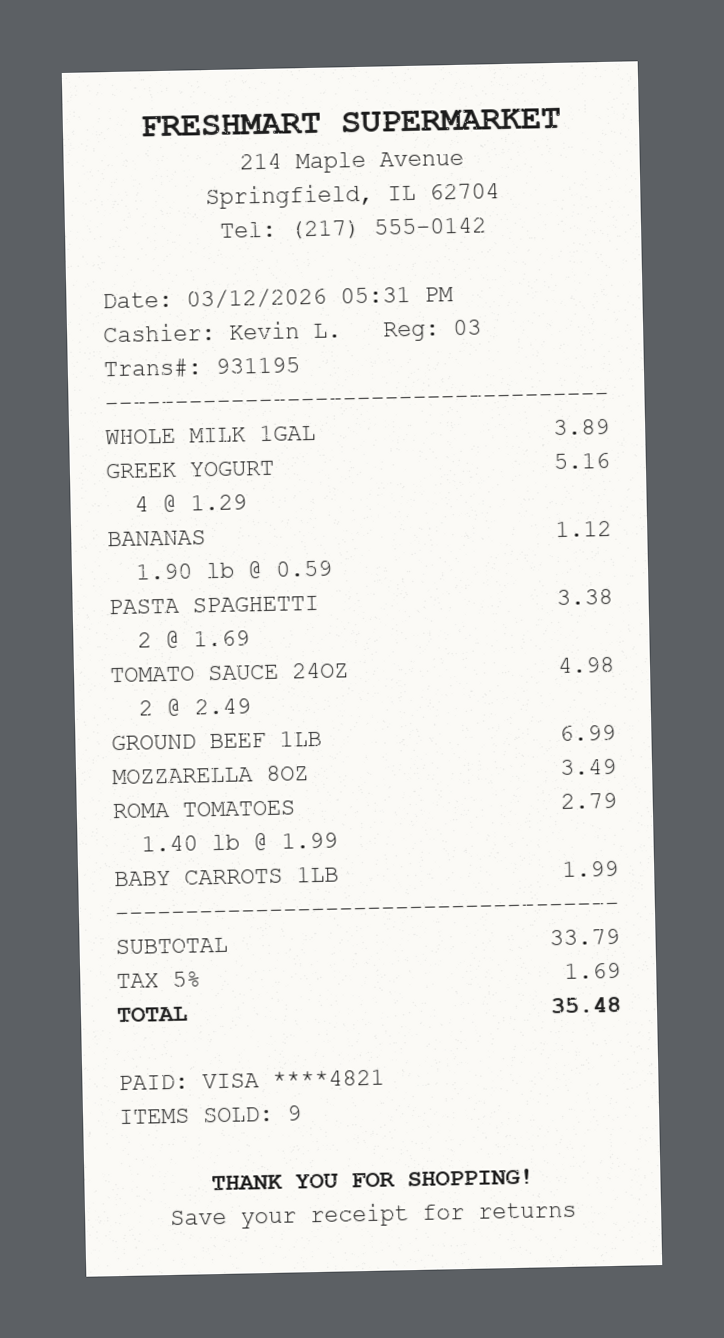 FRESHMART SUPERMARKET
214 Maple Avenue
Springfield, IL 62704
Tel: (217) 555-0142
Date: 03/12/2026 05:31 PM
Cashier: Kevin L.   Reg: 03
Trans#: 931195
------------------------------------
WHOLE MILK 1GAL 3.89
GREEK YOGURT 5.16
4 @ 1.29
BANANAS 1.12
1.90 lb @ 0.59
PASTA SPAGHETTI 3.38
2 @ 1.69
TOMATO SAUCE 24OZ 4.98
2 @ 2.49
GROUND BEEF 1LB 6.99
MOZZARELLA 8OZ 3.49
ROMA TOMATOES 2.79
1.40 lb @ 1.99
BABY CARROTS 1LB 1.99
------------------------------------
SUBTOTAL 33.79
TAX 5% 1.69
TOTAL 35.48
PAID: VISA ****4821
ITEMS SOLD: 9
THANK YOU FOR SHOPPING!
Save your receipt for returns